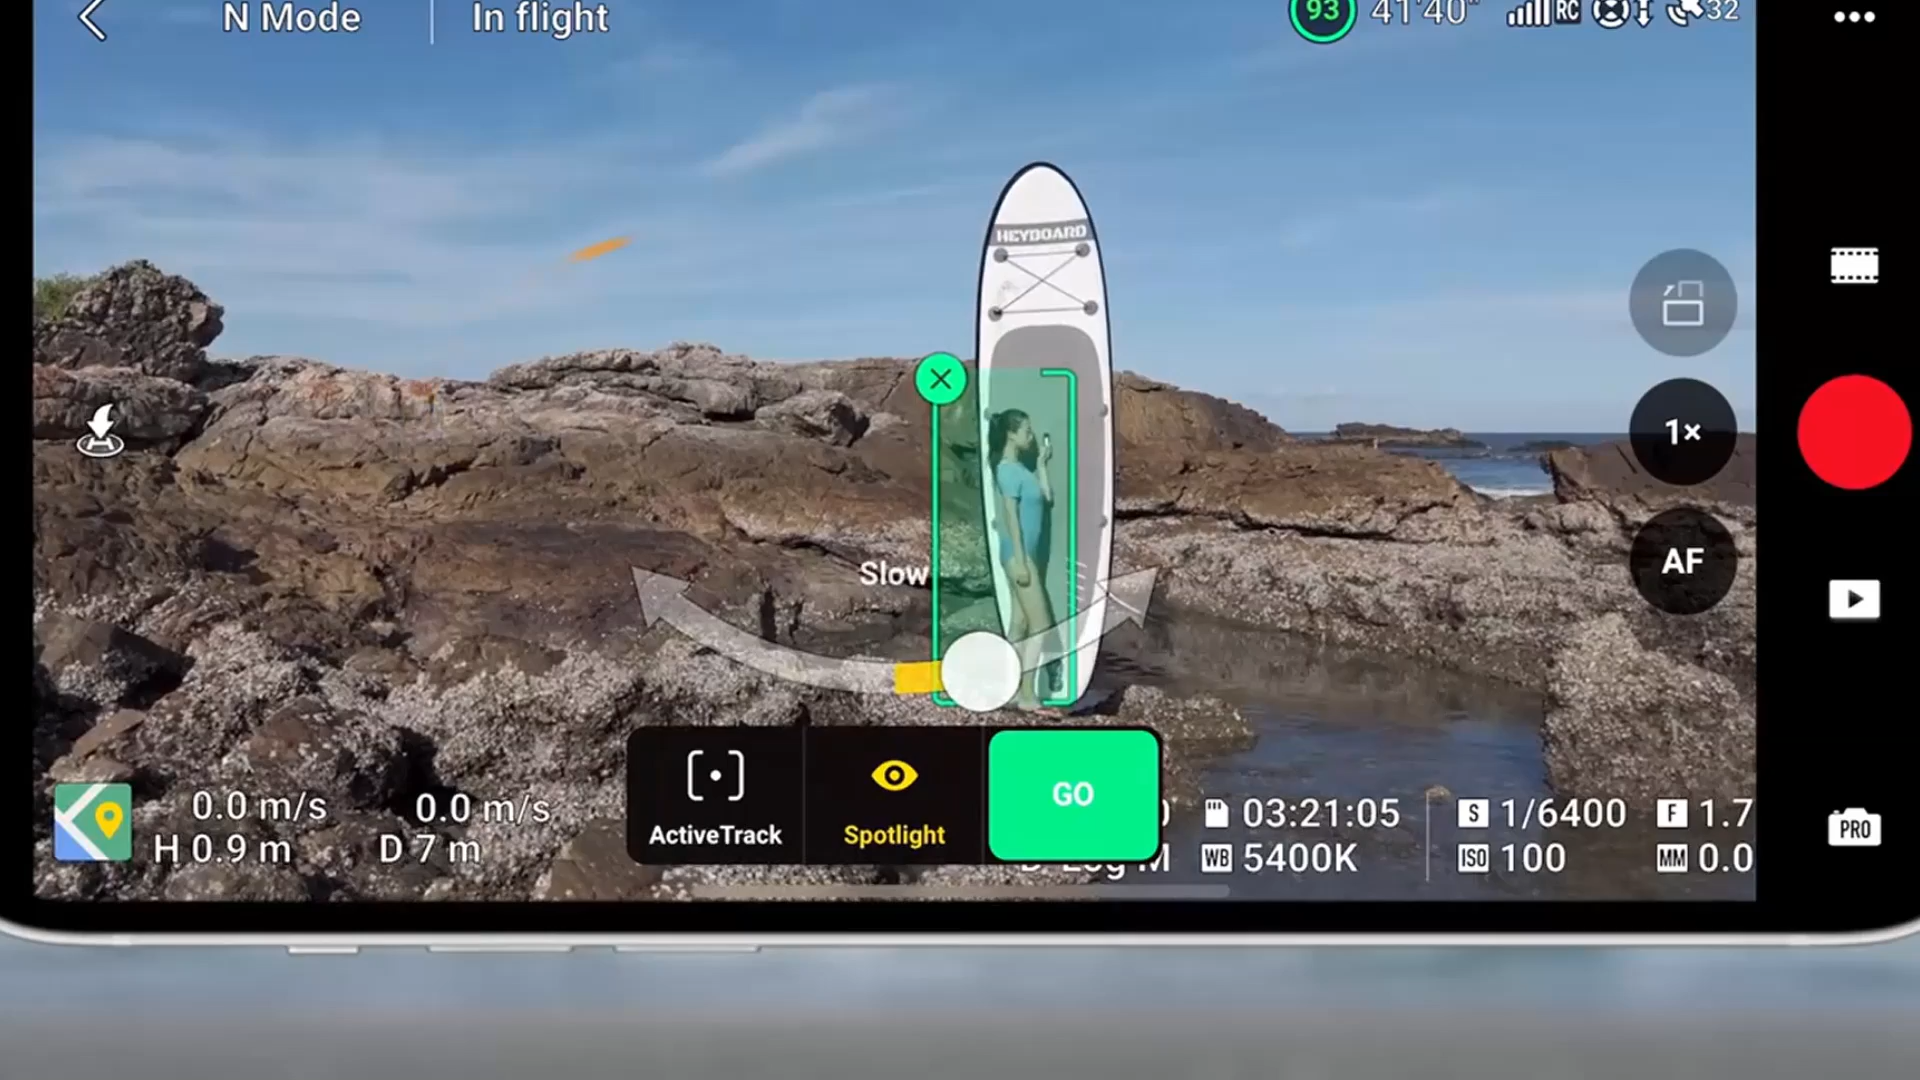 N Mode
In flight
93
41'40"
RC
32
HEYBOARD
1×
Slow
AF
ActiveTrack
Spotlight
GO
PRO
0.0 m/s
0.0 m/s
H 0.9 m
D 7 m
03:21:05
WB 5400K
S 1/6400
ISO 100
F 1.7
MM 0.0